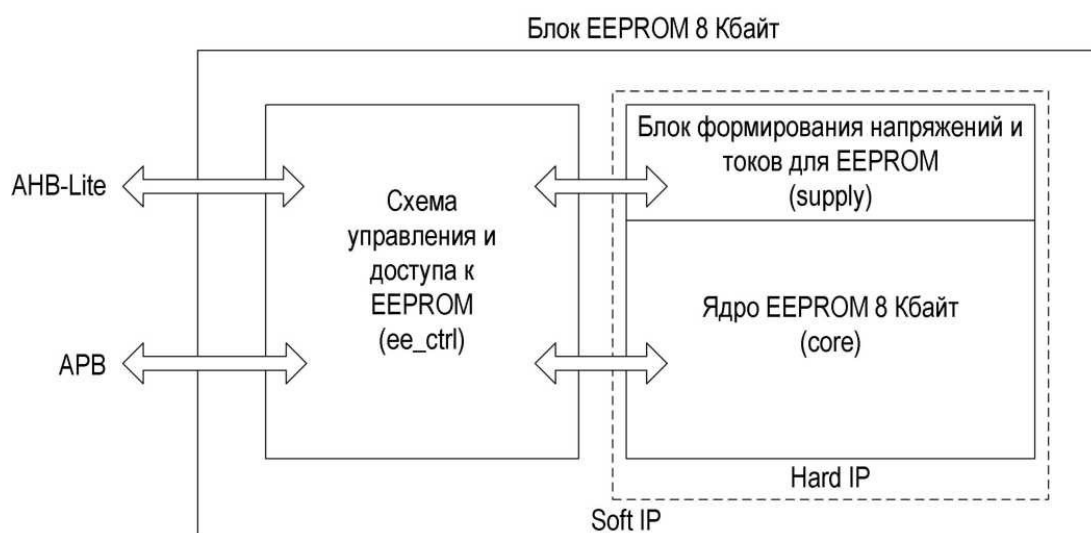 Блок EEPROM 8 Кбайт
AHB-Lite
APB
Схема
управления и
доступа к
EEPROM
(ee_ctrl)
Блок формирования напряжений и
токов для EEPROM
(supply)
Ядро EEPROM 8 Кбайт
(core)
Hard IP
Soft IP